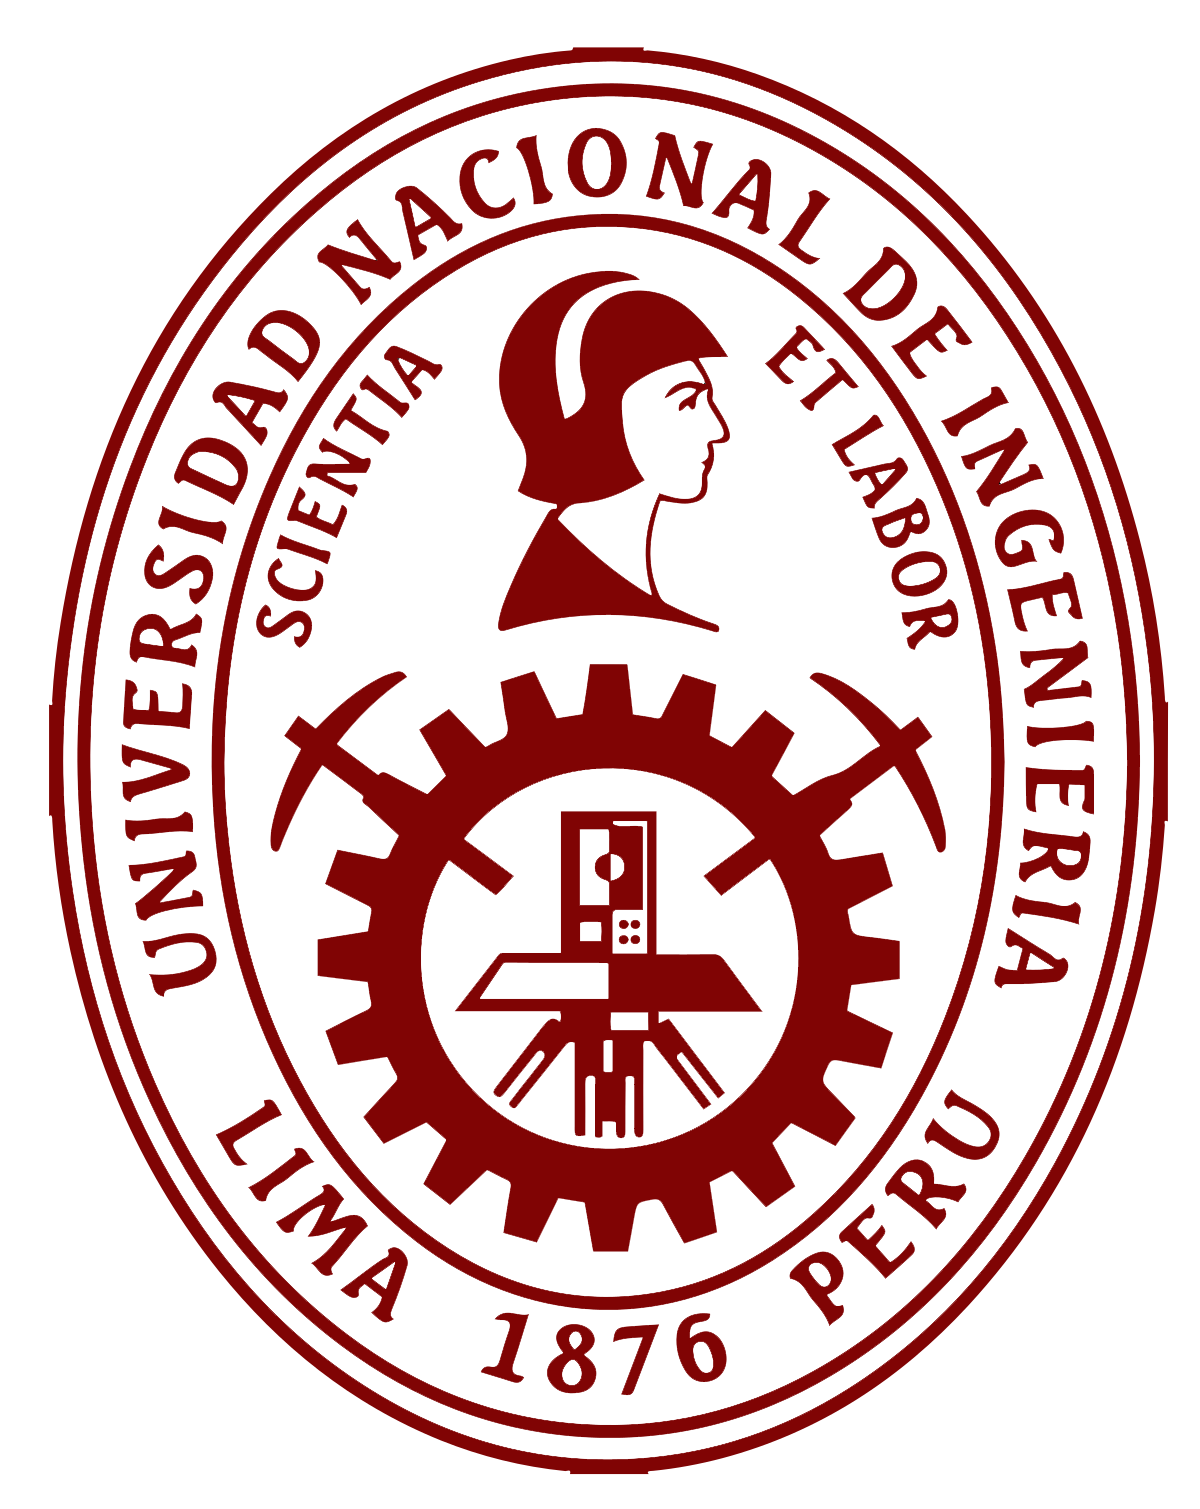 UNIVERSIDAD NACIONAL DE INGENIERIA
SCIENTIA ET LABOR
LIMA 1876 PERU